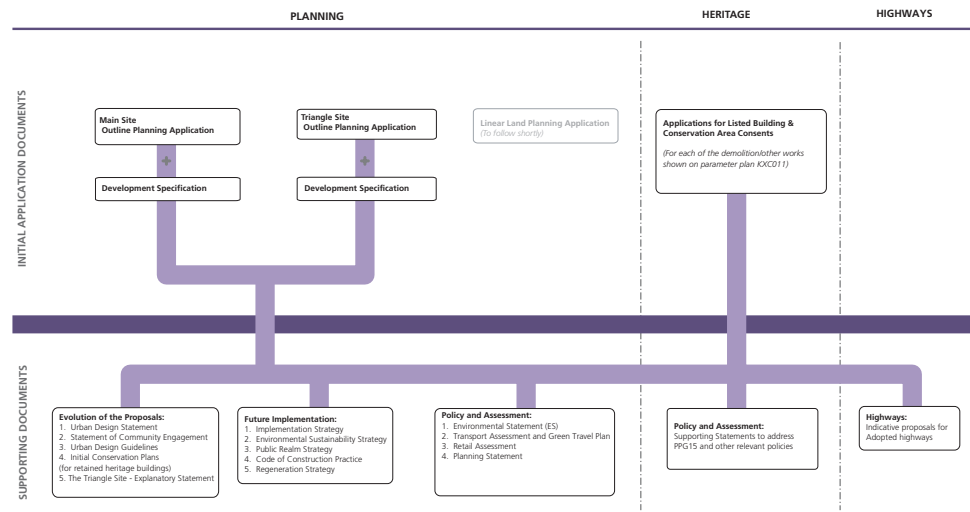 PLANNING
HERITAGE
HIGHWAYS
INITIAL APPLICATION DOCUMENTS
Main Site
Outline Planning Application
+
Development Specification
Triangle Site
Outline Planning Application
+
Development Specification
Linear Land Planning Application
(To follow shortly)
Applications for Listed Building &
Conservation Area Consents
(For each of the demolition/other works
shown on parameter plan KXC011)
SUPPORTING DOCUMENTS
Evolution of the Proposals:
1. Urban Design Statement
2. Statement of Community Engagement
3. Urban Design Guidelines
4. Initial Conservation Plans
(for retained heritage buildings)
5. The Triangle Site - Explanatory Statement
Future Implementation:
1. Implementation Strategy
2. Environmental Sustainability Strategy
3. Public Realm Strategy
4. Code of Construction Practice
5. Regeneration Strategy
Policy and Assessment:
1. Environmental Statement (ES)
2. Transport Assessment and Green Travel Plan
3. Retail Assessment
4. Planning Statement
Policy and Assessment:
Supporting Statements to address
PPG15 and other relevant policies
Highways:
Indicative proposals for
Adopted highways